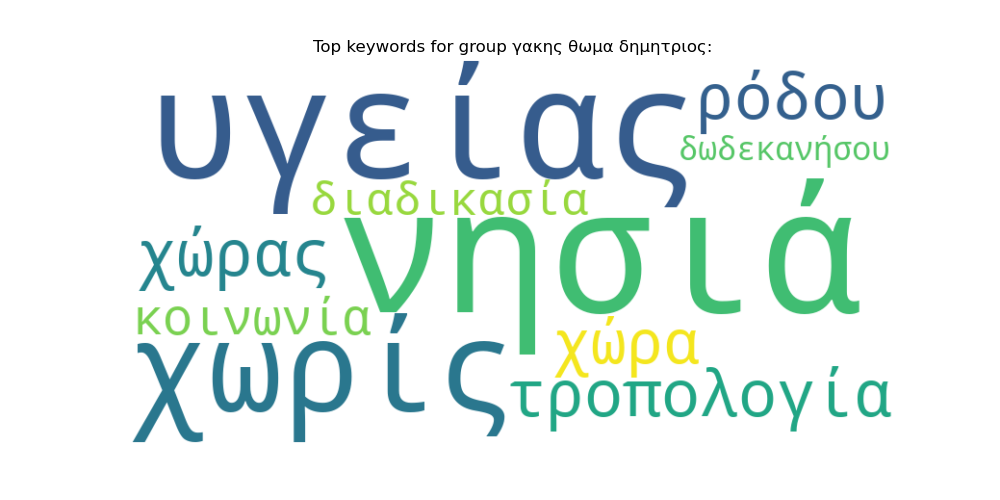 Top keywords for group γακης θωμα δημητριος:
υγείας
ρόδου
δωδεκανήσου
διαδικασία
νησιά
χώρας
κοινωνία
χωρίς
χώρα
τροπολογία